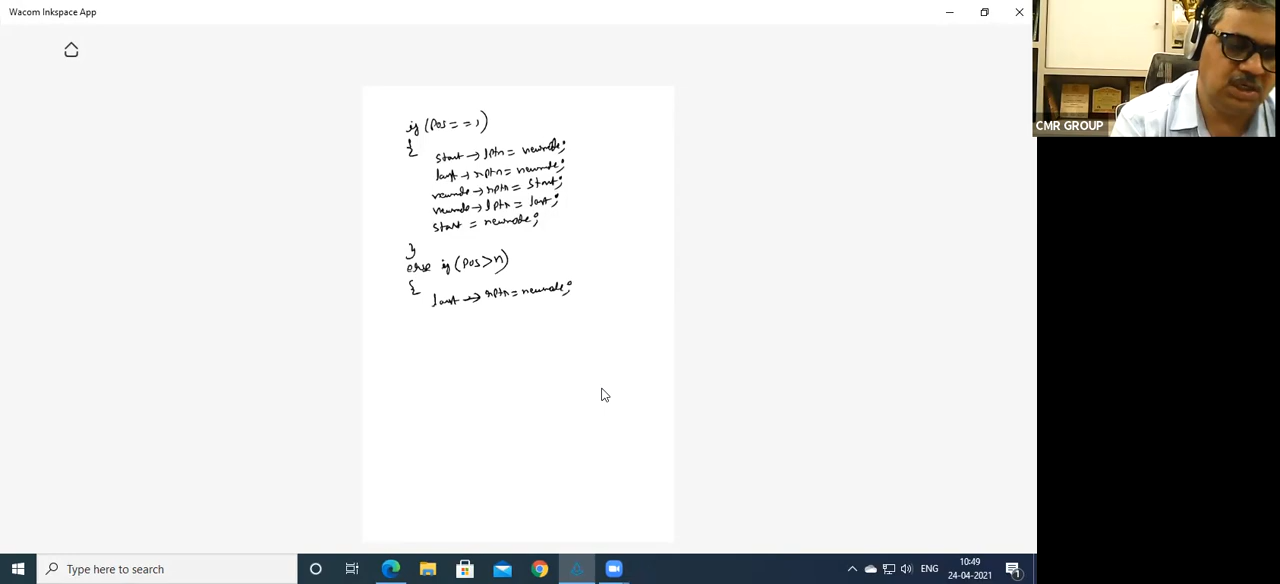 Wacom Inkspace App
CMR GROUP
if (Pos == 1)
{
start → lptr = newnode;
last → rptr = newnode;
newnode → rptr = start;
newnode → lptr = last;
start = newnode;
}
else if (Pos > n)
{
last → rptr = newnode;
Type here to search
ENG
10:49
24-04-2021
1